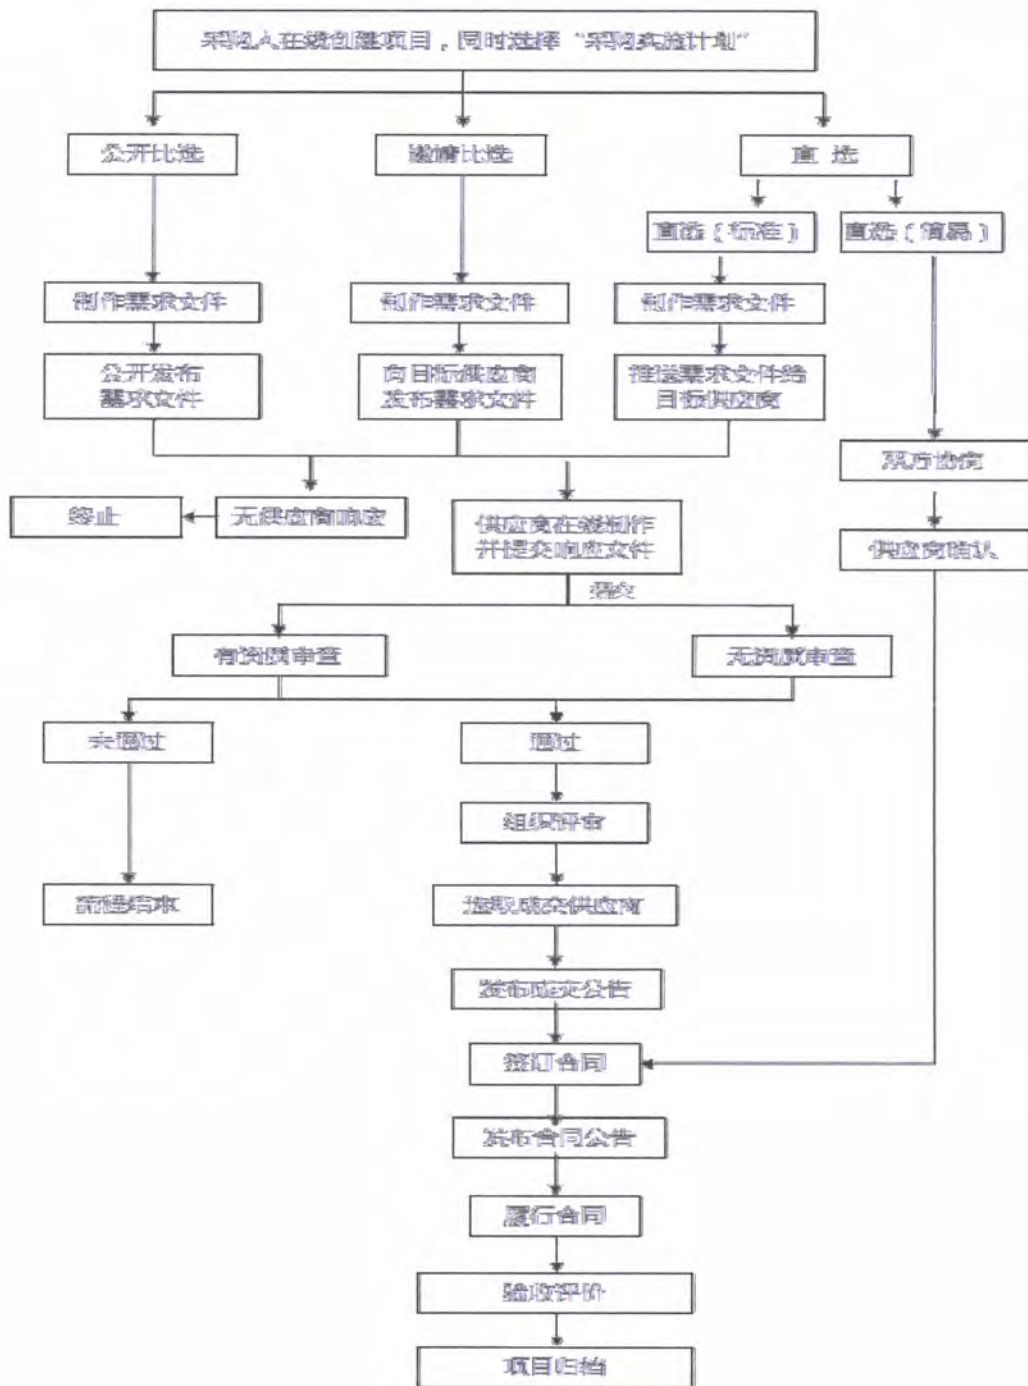 采购人在线创建项目，同时选择“采购实施计划”
公开比选
邀请比选
直 选
直选（标准）
直选（简易）
制作需求文件
制作需求文件
制作需求文件
公开发布
需求文件
向目标供应商
发布需求文件
推送需求文件给
目标供应商
双方协商
终止
无供应商响应
供应商在线制作
并提交响应文件
供应商确认
提交
有资质审查
无资质审查
未通过
通过
组织评审
流程结束
选取成交供应商
发布成交公告
签订合同
发布合同公告
履行合同
验收评价
项目归档